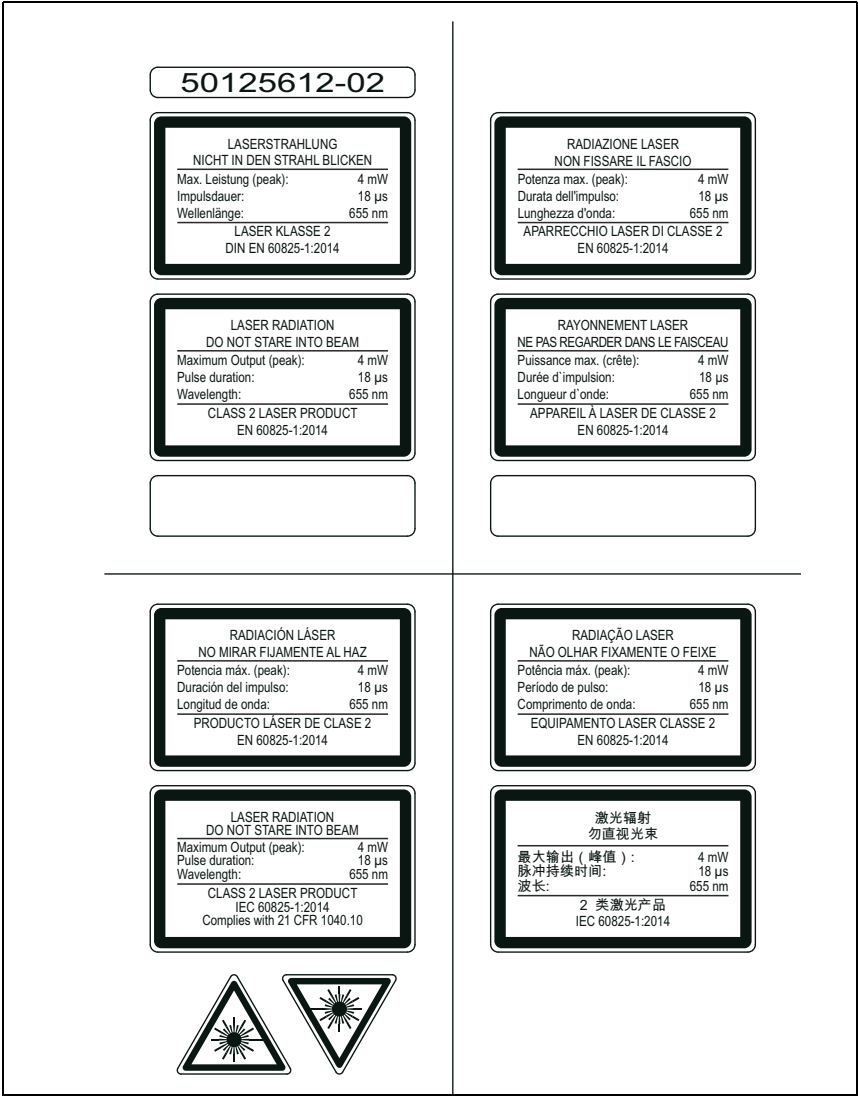 50125612-02
LASERSTRAHLUNG
NICHT IN DEN STRAHL BLICKEN
Max. Leistung (peak): 4 mW
Impulsdauer: 18 µs
Wellenlänge: 655 nm
LASER KLASSE 2
DIN EN 60825-1:2014
LASER RADIATION
DO NOT STARE INTO BEAM
Maximum Output (peak): 4 mW
Pulse duration: 18 µs
Wavelength: 655 nm
CLASS 2 LASER PRODUCT
EN 60825-1:2014
RADIAZIONE LASER
NON FISSARE IL FASCIO
Potenza max. (peak): 4 mW
Durata dell'impulso: 18 µs
Lunghezza d'onda: 655 nm
APARRECCHIO LASER DI CLASSE 2
EN 60825-1:2014
RAYONNEMENT LASER
NE PAS REGARDER DANS LE FAISCEAU
Puissance max. (crête): 4 mW
Durée d`impulsion: 18 µs
Longueur d`onde: 655 nm
APPAREIL À LASER DE CLASSE 2
EN 60825-1:2014
RADIACIÓN LÁSER
NO MIRAR FIJAMENTE AL HAZ
Potencia máx. (peak): 4 mW
Duración del impulso: 18 µs
Longitud de onda: 655 nm
PRODUCTO LÁSER DE CLASE 2
EN 60825-1:2014
LASER RADIATION
DO NOT STARE INTO BEAM
Maximum Output (peak): 4 mW
Pulse duration: 18 µs
Wavelength: 655 nm
CLASS 2 LASER PRODUCT
IEC 60825-1:2014
Complies with 21 CFR 1040.10
RADIAÇÃO LASER
NÃO OLHAR FIXAMENTE O FEIXE
Potência máx. (peak): 4 mW
Período de pulso: 18 µs
Comprimento de onda: 655 nm
EQUIPAMENTO LASER CLASSE 2
EN 60825-1:2014
激光辐射
勿直视光束
最大输出（峰值）: 4 mW
脉冲持续时间: 18 µs
波长: 655 nm
2 类激光产品
IEC 60825-1:2014